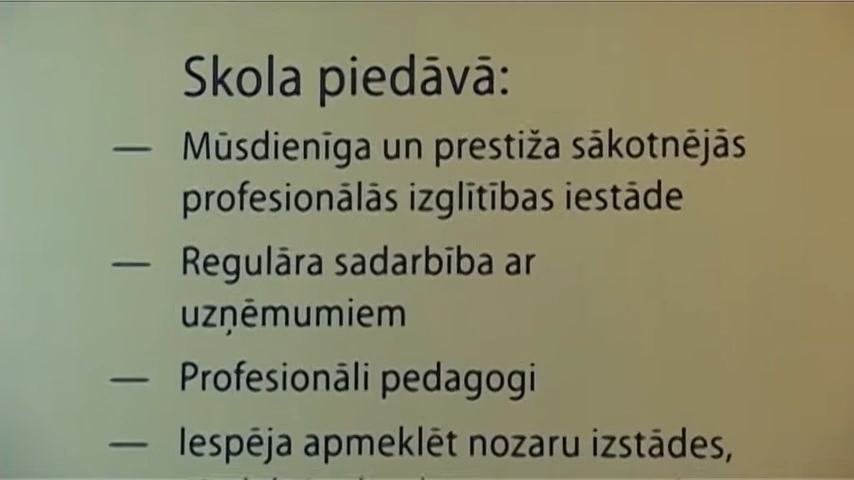 Skola piedāvā:
— Mūsdienīga un prestiža sākotnējās
profesionālās izglītības iestāde
— Regulāra sadarbība ar
uzņēmumiem
— Profesionāli pedagogi
— Iespēja apmeklēt nozaru izstādes,